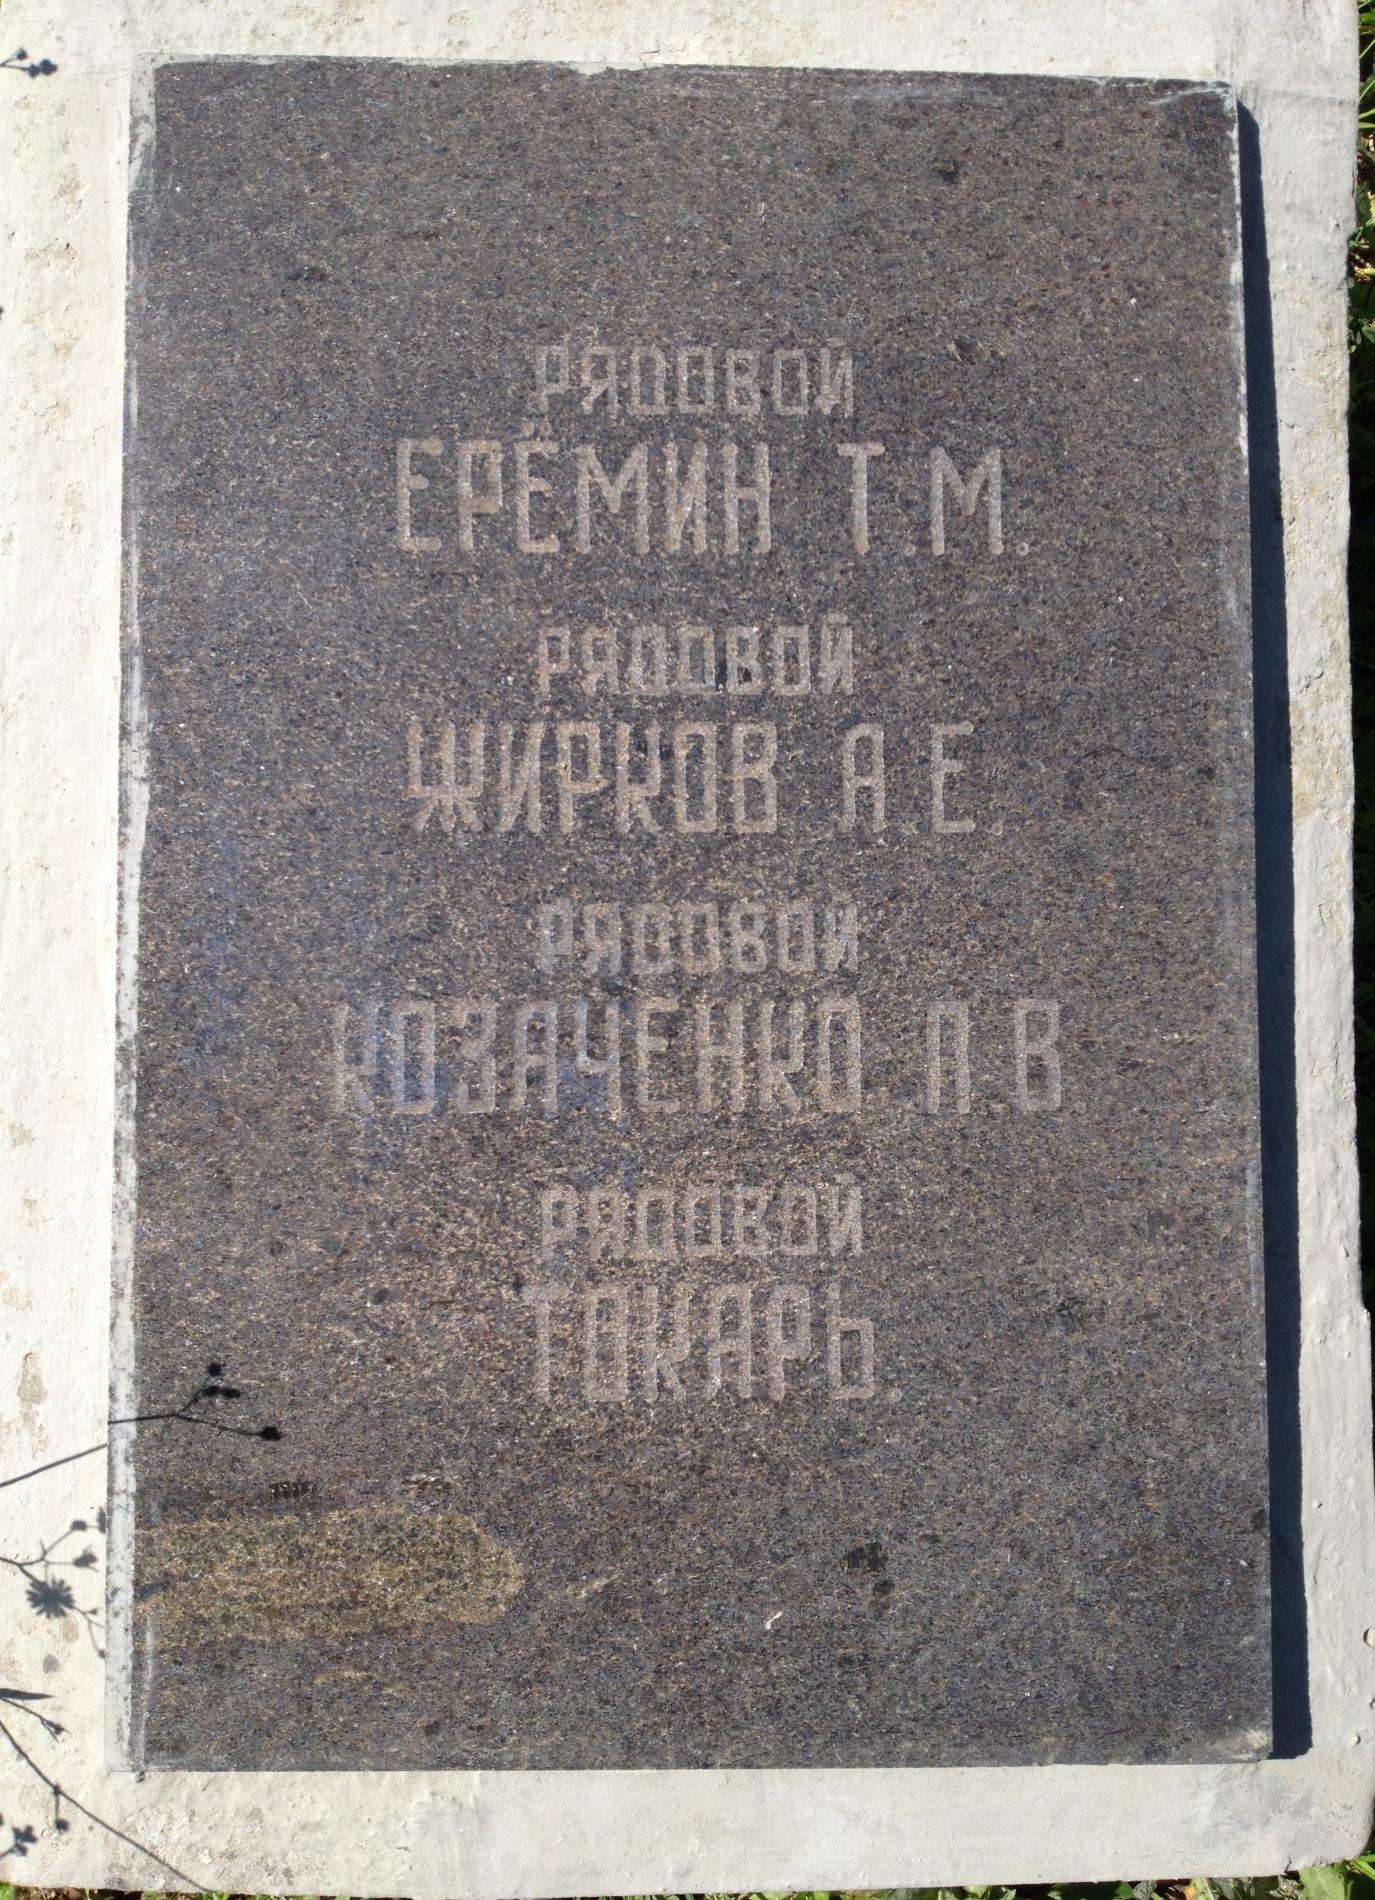 РЯДОВОЙ
ЕРЁМИН Т.М.
РЯДОВОЙ
ЖИРКОВ А.Е.
РЯДОВОЙ
КОЗАЧЕНКО П.В.
РЯДОВОЙ
ТОКАРЬ.